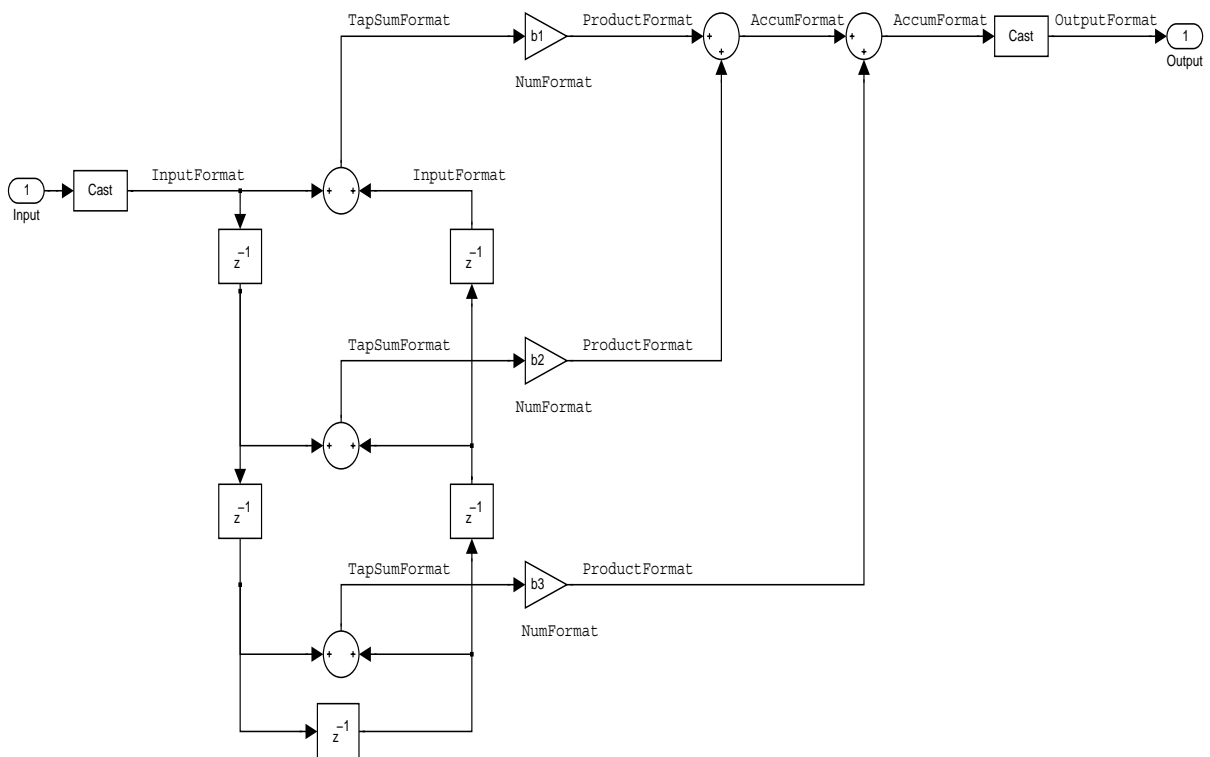 TapSumFormat
b1
ProductFormat
+
+
AccumFormat
+
+
AccumFormat
Cast
OutputFormat
1
Output
NumFormat
1
Input
Cast
InputFormat
+
+
InputFormat
z⁻¹
z⁻¹
TapSumFormat
b2
ProductFormat
NumFormat
+
+
z⁻¹
z⁻¹
TapSumFormat
b3
ProductFormat
NumFormat
+
+
z⁻¹